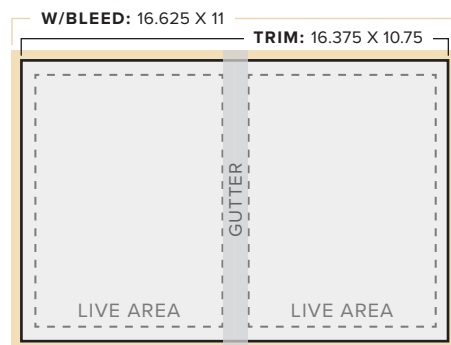 W/BLEED: 16.625 X 11
TRIM: 16.375 X 10.75
GUTTER
LIVE AREA
LIVE AREA